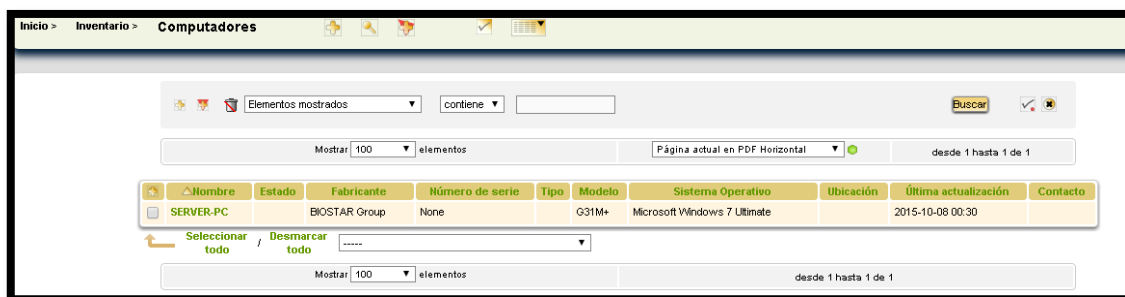 Inicio > Inventario > Computadores
Elementos mostrados contiene Buscar
Mostrar 100 elementos Página actual en PDF Horizontal desde 1 hasta 1 de 1
Nombre Estado Fabricante Número de serie Tipo Modelo Sistema Operativo Ubicación Última actualización Contacto
SERVER-PC BIOSTAR Group None G31M+ Microsoft Windows 7 Ultimate 2015-10-08 00:30
Seleccionar todo / Desmarcar todo -----
Mostrar 100 elementos desde 1 hasta 1 de 1